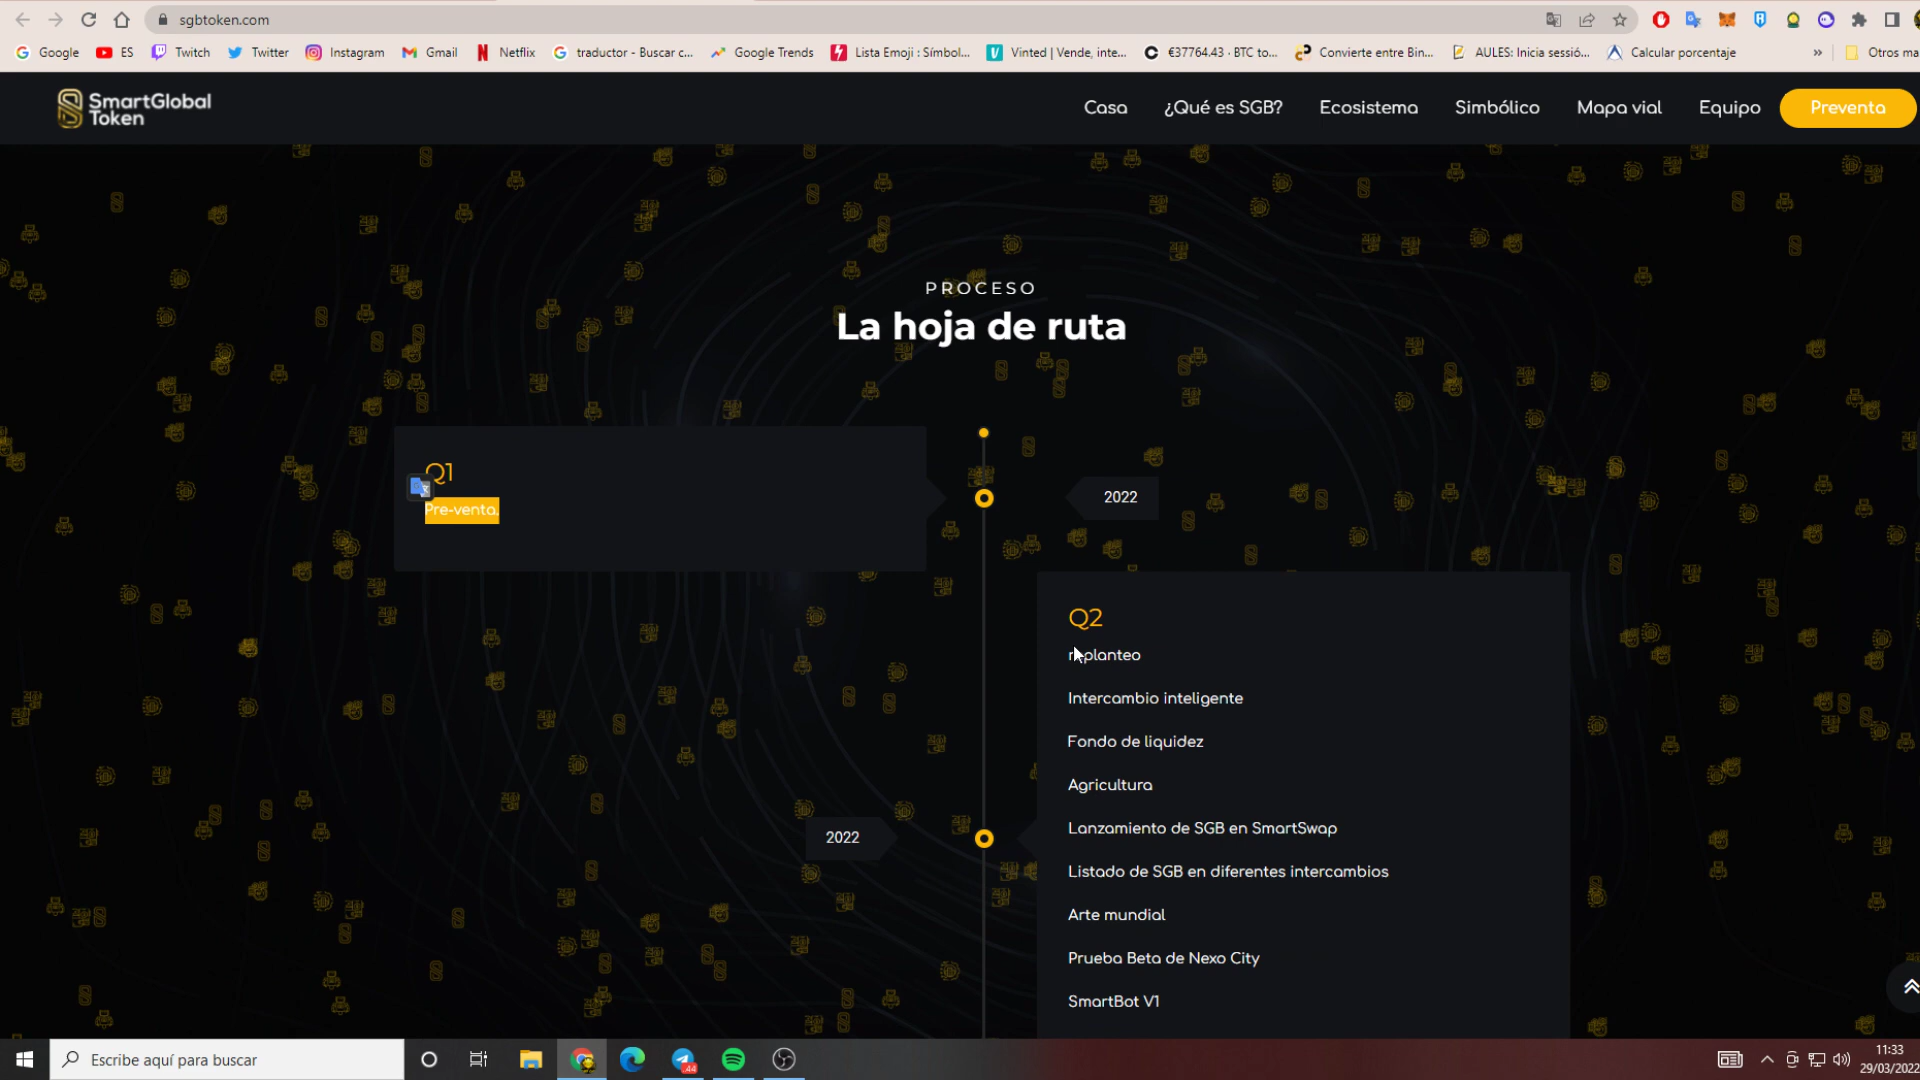 sgbtoken.com
Google
ES
Twitch
Twitter
Instagram
Gmail
Netflix
traductor - Buscar c...
Google Trends
Lista Emoji : Símbol...
Vinted | Vende, inte...
€37764.43 · BTC to...
Convierte entre Bin...
AULES: Inicia sessió...
Calcular porcentaje
»
Otros ma
SmartGlobal
Token
Casa
¿Qué es SGB?
Ecosistema
Simbólico
Mapa vial
Equipo
Preventa
PROCESO
La hoja de ruta
Q1
Pre-venta.
2022
Q2
replanteo
Intercambio inteligente
Fondo de liquidez
Agricultura
Lanzamiento de SGB en SmartSwap
2022
Listado de SGB en diferentes intercambios
Arte mundial
Prueba Beta de Nexo City
SmartBot V1
Escribe aquí para buscar
44
11:33
29/03/2022